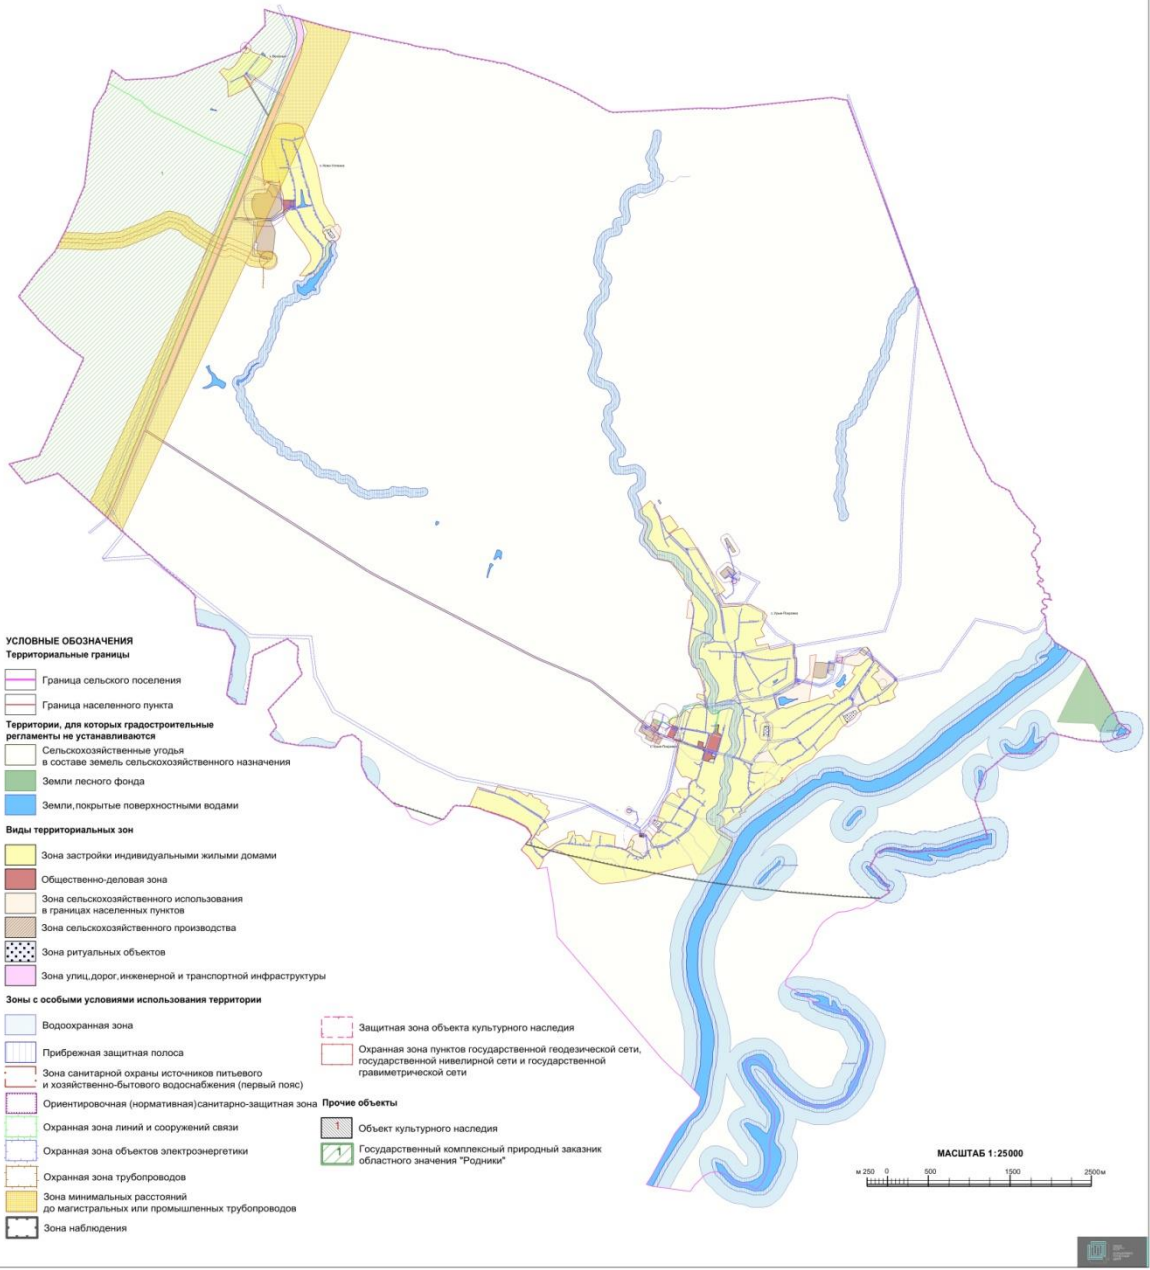 УСЛОВНЫЕ ОБОЗНАЧЕНИЯ
Территориальные границы
Граница сельского поселения
Граница населенного пункта
Территории, для которых градостроительные
регламенты не устанавливаются
Сельскохозяйственные угодья
в составе земель сельскохозяйственного назначения
Земли лесного фонда
Земли,покрытые поверхностными водами
Виды территориальных зон
Зона застройки индивидуальными жилыми домами
Общественно-деловая зона
Зона сельскохозяйственного использования
в границах населенных пунктов
Зона сельскохозяйственного производства
Зона ритуальных объектов
Зона улиц,дорог,инженерной и транспортной инфраструктуры
Зоны с особыми условиями использования территории
Водоохранная зона
Прибрежная защитная полоса
Зона санитарной охраны источников питьевого
и хозяйственно-бытового водоснабжения (первый пояс)
Ориентировочная (нормативная)санитарно-защитная зона
Охранная зона линий и сооружений связи
Охранная зона объектов электроэнергетики
Охранная зона трубопроводов
Зона минимальных расстояний
до магистральных или промышленных трубопроводов
Зона наблюдения
Защитная зона объекта культурного наследия
Охранная зона пунктов государственной геодезической сети,
государственной нивелирной сети и государственной
гравиметрической сети
Прочие объекты
1
Объект культурного наследия
1
Государственный комплексный природный заказник
областного значения "Родники"
МАСШТАБ 1:25000
м 250 0 500 1500 2500м